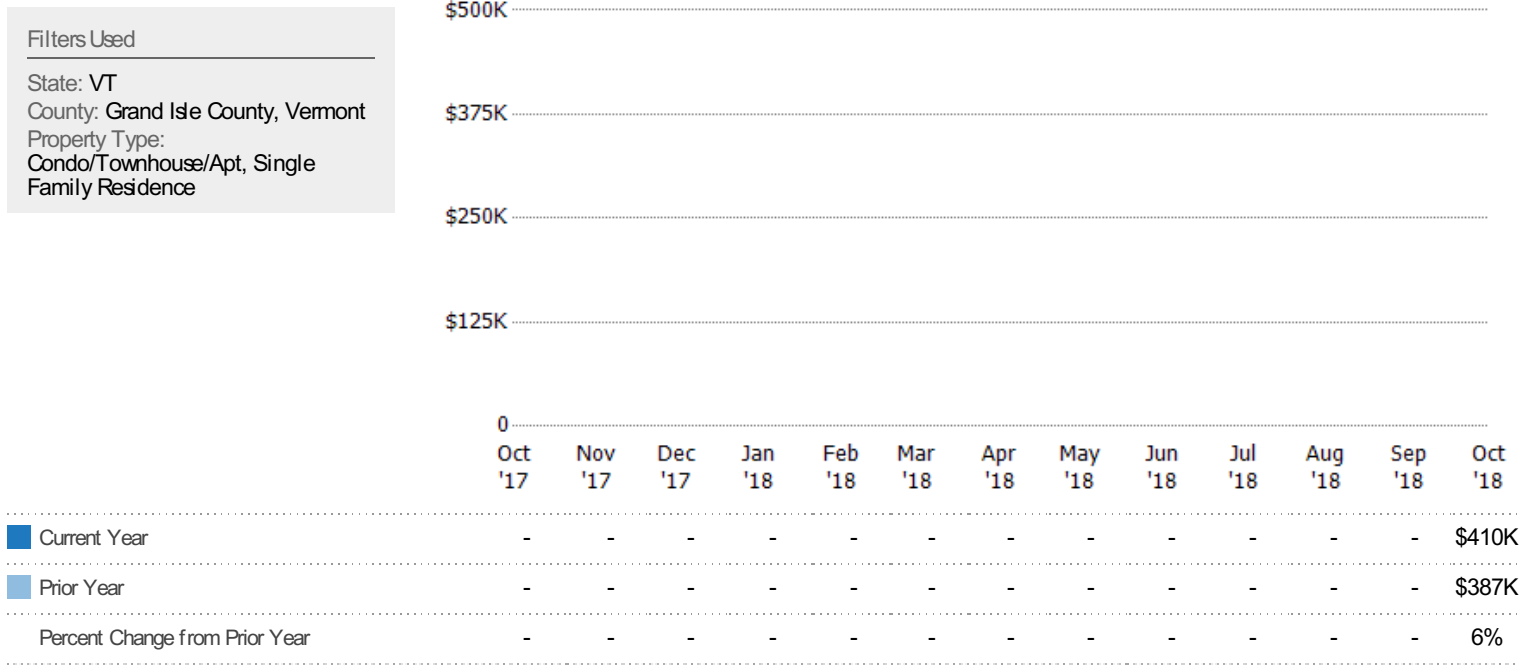 Filters Used
State: VT
County: Grand Isle County, Vermont
Property Type:
Condo/Townhouse/Apt, Single
Family Residence
$500K
$375K
$250K
$125K
0
Oct Nov Dec Jan Feb Mar Apr May Jun Jul Aug Sep Oct
'17 '17 '17 '18 '18 '18 '18 '18 '18 '18 '18 '18 '18
Current Year - - - - - - - - - - - - $410K
Prior Year - - - - - - - - - - - - $387K
Percent Change from Prior Year - - - - - - - - - - - - 6%